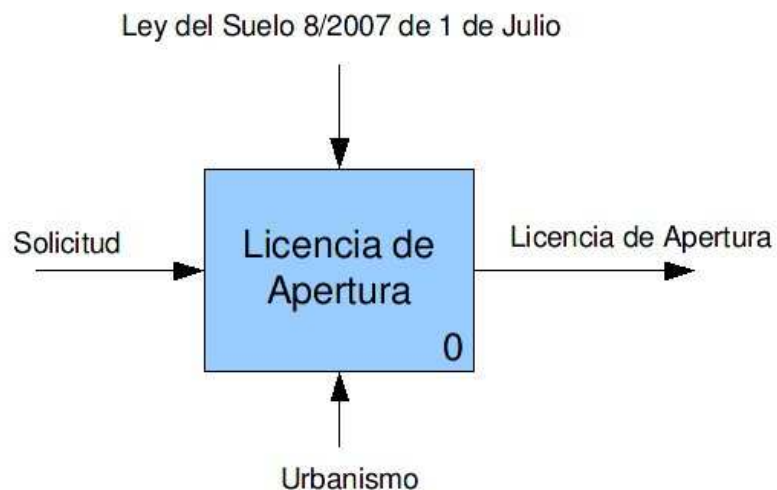 Ley del Suelo 8/2007 de 1 de Julio
Solicitud
Licencia de
Apertura
0
Licencia de Apertura
Urbanismo